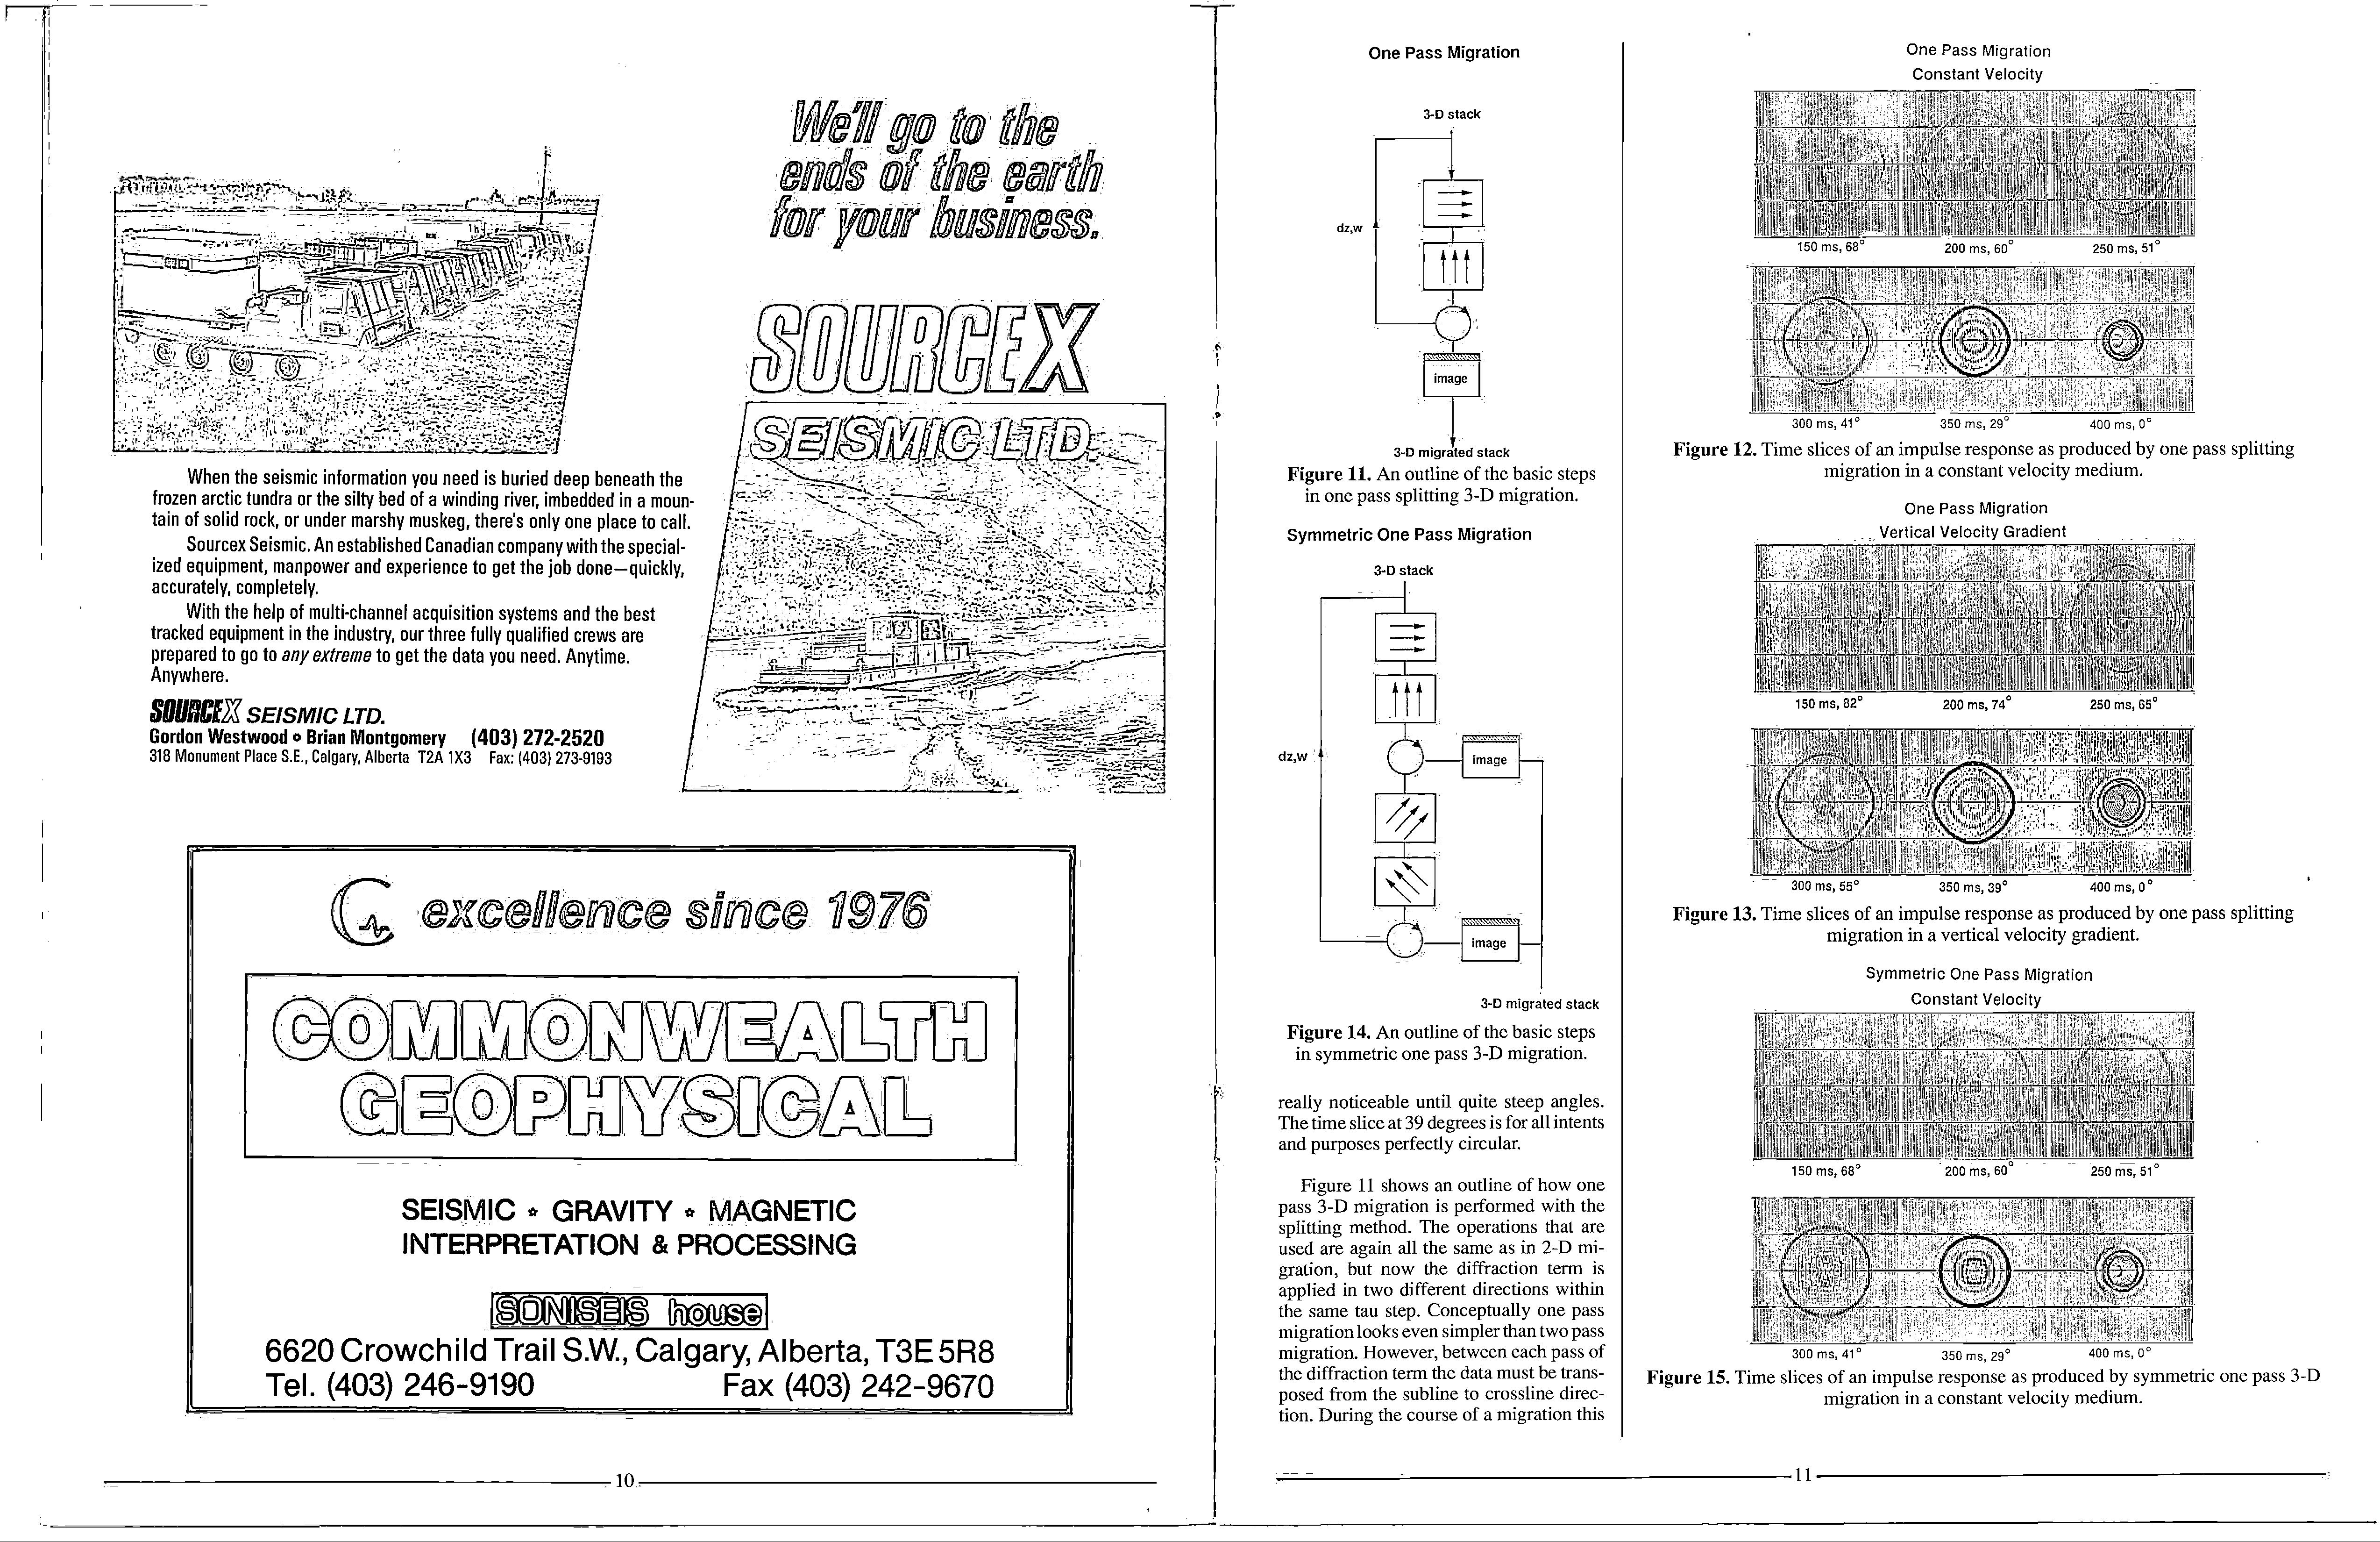 We'll go to the
ends of the earth
for your business.
SOURCEX
SEISMIC LTD.
When the seismic information you need is buried deep beneath the
frozen arctic tundra or the silty bed of a winding river, imbedded in a moun-
tain of solid rock, or under marshy muskeg, there's only one place to call.
Sourcex Seismic. An established Canadian company with the special-
ized equipment, manpower and experience to get the job done—quickly,
accurately, completely.
With the help of multi-channel acquisition systems and the best
tracked equipment in the industry, our three fully qualified crews are
prepared to go to any extreme to get the data you need. Anytime.
Anywhere.
SOURCEX SEISMIC LTD.
Gordon Westwood • Brian Montgomery (403) 272-2520
318 Monument Place S.E., Calgary, Alberta T2A 1X3 Fax: (403) 273-9193
excellence since 1976
COMMONWEALTH
GEOPHYSICAL
SEISMIC * GRAVITY * MAGNETIC
INTERPRETATION & PROCESSING
SONISEIS house
6620 Crowchild Trail S.W., Calgary, Alberta, T3E 5R8
Tel. (403) 246-9190 Fax (403) 242-9670
10
One Pass Migration
3-D stack
dz,w
image
3-D migrated stack
Figure 11. An outline of the basic steps
in one pass splitting 3-D migration.
Symmetric One Pass Migration
3-D stack
dz,w
image
image
3-D migrated stack
Figure 14. An outline of the basic steps
in symmetric one pass 3-D migration.
really noticeable until quite steep angles.
The time slice at 39 degrees is for all intents
and purposes perfectly circular.
Figure 11 shows an outline of how one
pass 3-D migration is performed with the
splitting method. The operations that are
used are again all the same as in 2-D mi-
gration, but now the diffraction term is
applied in two different directions within
the same tau step. Conceptually one pass
migration looks even simpler than two pass
migration. However, between each pass of
the diffraction term the data must be trans-
posed from the subline to crossline direc-
tion. During the course of a migration this
One Pass Migration
Constant Velocity
150 ms, 68° 200 ms, 60° 250 ms, 51°
300 ms, 41° 350 ms, 29° 400 ms, 0°
Figure 12. Time slices of an impulse response as produced by one pass splitting
migration in a constant velocity medium.
One Pass Migration
Vertical Velocity Gradient
150 ms, 82° 200 ms, 74° 250 ms, 65°
300 ms, 55° 350 ms, 39° 400 ms, 0°
Figure 13. Time slices of an impulse response as produced by one pass splitting
migration in a vertical velocity gradient.
Symmetric One Pass Migration
Constant Velocity
150 ms, 68° 200 ms, 60° 250 ms, 51°
300 ms, 41° 350 ms, 29° 400 ms, 0°
Figure 15. Time slices of an impulse response as produced by symmetric one pass 3-D
migration in a constant velocity medium.
11